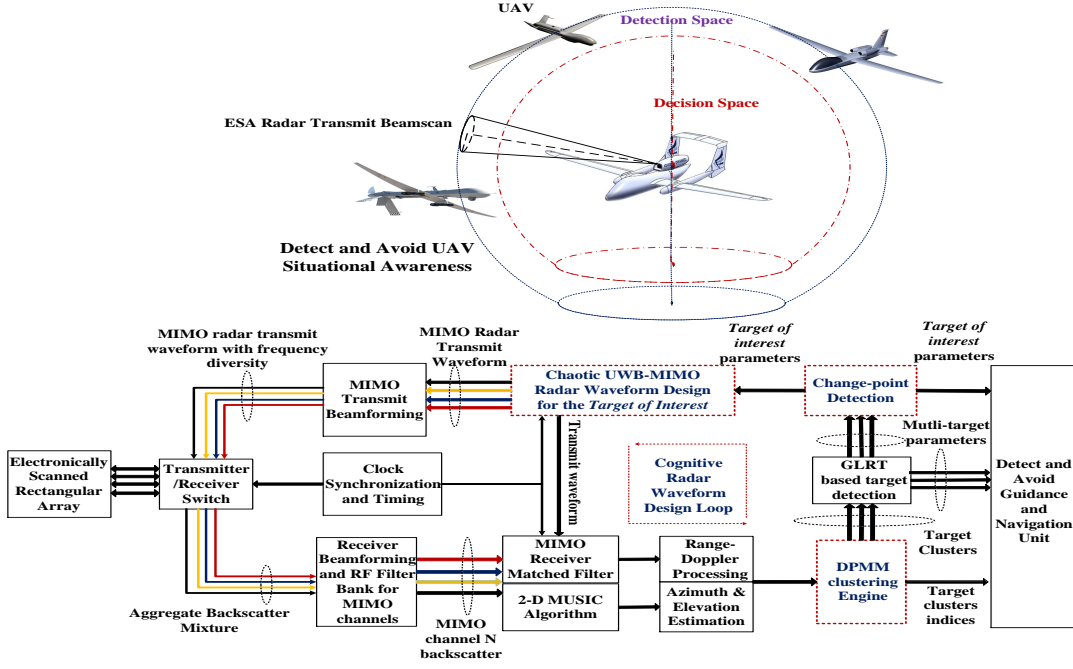 UAV
Detection Space
Decision Space
ESA Radar Transmit Beamscan
Detect and Avoid UAV
Situational Awareness
MIMO radar transmit
waveform with frequency
diversity
MIMO Radar
Transmit
Waveform
Target of
interest
parameters
Target of
interest
parameters
MIMO
Transmit
Beamforming
Chaotic UWB-MIMO
Radar Waveform Design
for the Target of Interest
Change-point
Detection
Mutli-target
parameters
Transmit waveform
Electronically
Scanned
Rectangular
Array
Transmitter
/Receiver
Switch
Clock
Synchronization
and Timing
Cognitive
Radar
Waveform
Design Loop
GLRT
based target
detection
Detect and
Avoid
Guidance
and
Navigation
Unit
Target
Clusters
Receiver
Beamforming
and RF Filter
Bank for
MIMO
channels
MIMO
Receiver
Matched Filter
2-D MUSIC
Algorithm
Range-
Doppler
Processing
Azimuth &
Elevation
Estimation
DPMM
clustering
Engine
Target
clusters
indices
Aggregate Backscatter
Mixture
MIMO
channel N
backscatter